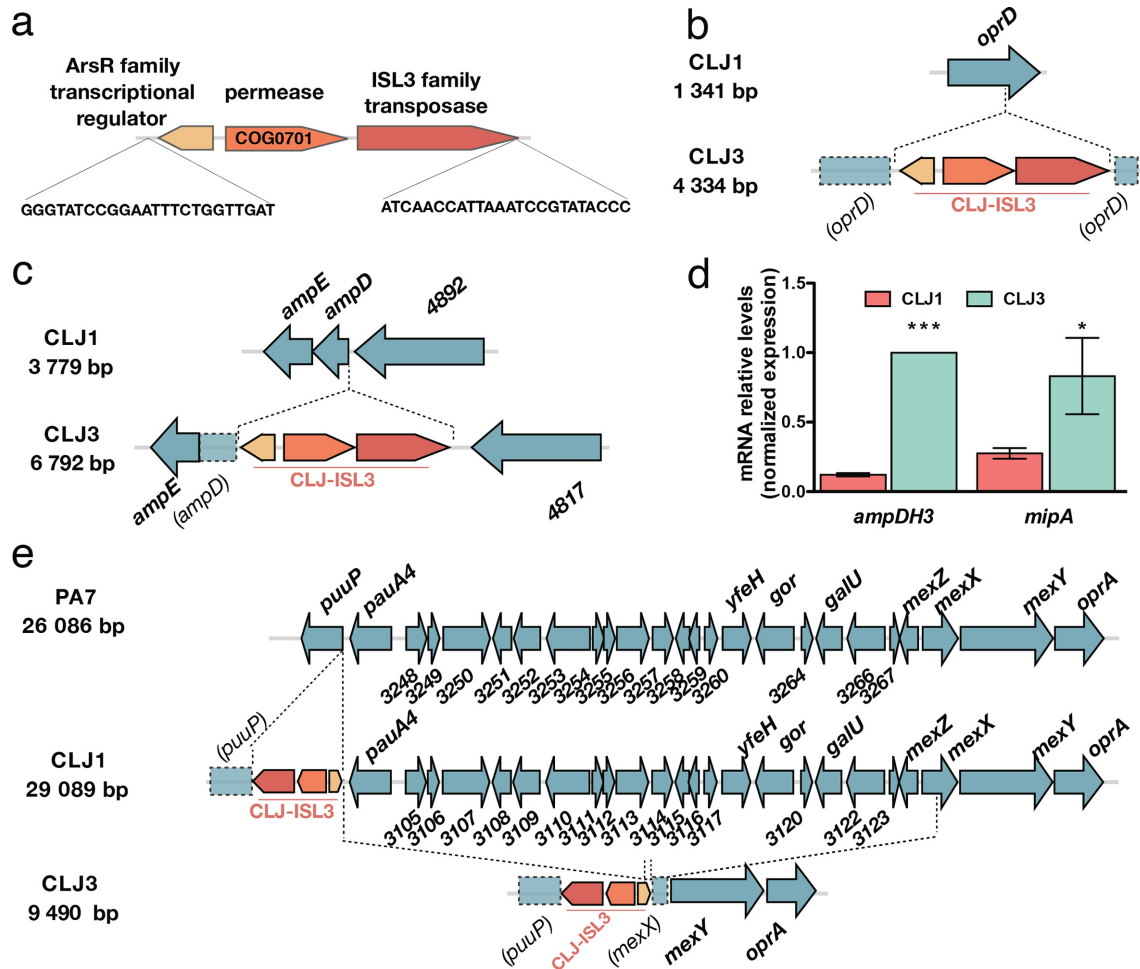 a
ArsR family
transcriptional
regulator
permease
ISL3 family
transposase
COG0701
GGGTATCCGGAATTTCTGGTTGAT
ATCAACCATTAAATCCGTATACCC
b
oprD
CLJ1
1 341 bp
CLJ3
4 334 bp
(oprD)
CLJ-ISL3
(oprD)
c
ampE
ampD
4892
CLJ1
3 779 bp
CLJ3
6 792 bp
ampE
(ampD)
CLJ-ISL3
4817
d
mRNA relative levels
(normalized expression)
1.5
1.0
0.5
0.0
CLJ1
CLJ3
***
*
ampDH3
mipA
e
PA7
26 086 bp
puuP
pauA4
yfeH
gor
galU
mexZ
mexX
mexY
oprA
3248
3249
3250
3251
3252
3253
3254
3255
3256
3257
3258
3259
3260
3264
3266
3267
CLJ1
29 089 bp
(puuP)
CLJ-ISL3
pauA4
yfeH
gor
galU
mexZ
mexX
mexY
oprA
3105
3106
3107
3108
3109
3110
3111
3112
3113
3114
3115
3116
3117
3120
3122
3123
CLJ3
9 490 bp
(puuP)
CLJ-ISL3
(mexX)
mexY
oprA